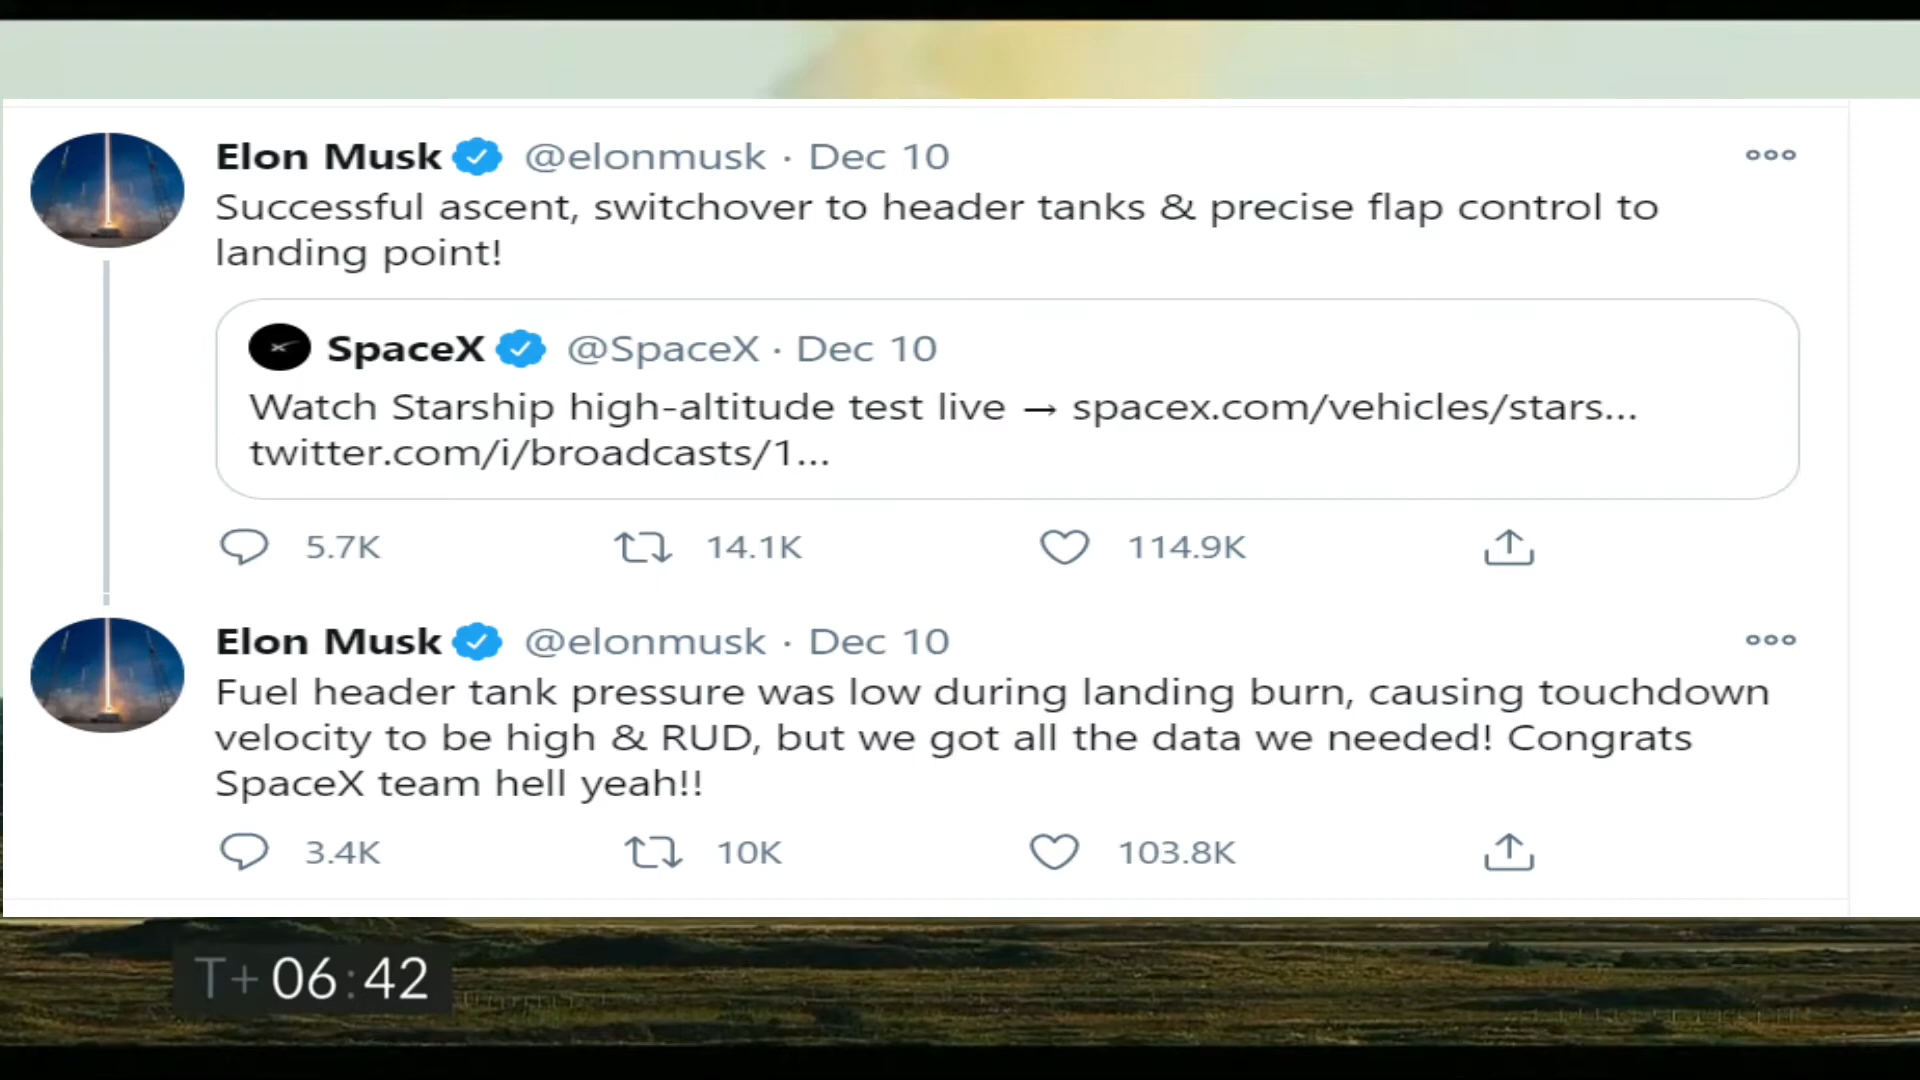 Elon Musk @elonmusk · Dec 10
Successful ascent, switchover to header tanks & precise flap control to
landing point!
SpaceX @SpaceX · Dec 10
Watch Starship high-altitude test live → spacex.com/vehicles/stars...
twitter.com/i/broadcasts/1...
5.7K 14.1K 114.9K
Elon Musk @elonmusk · Dec 10
Fuel header tank pressure was low during landing burn, causing touchdown
velocity to be high & RUD, but we got all the data we needed! Congrats
SpaceX team hell yeah!!
3.4K 10K 103.8K
T+ 06:42